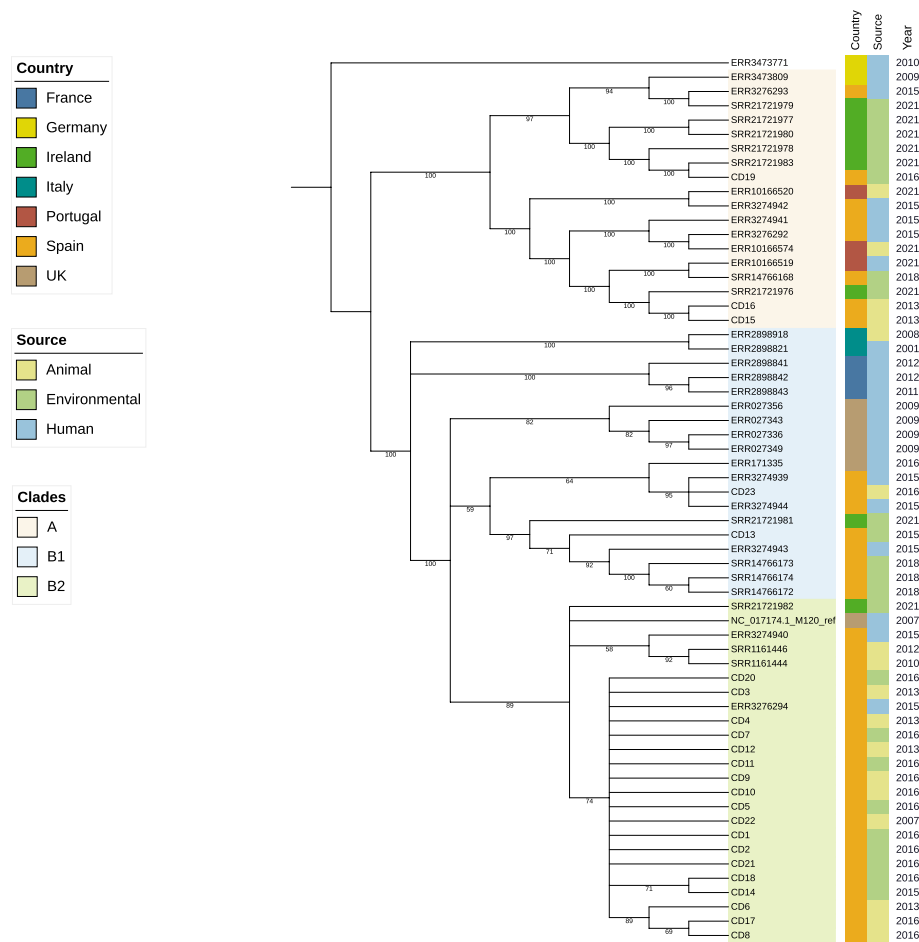 Country
Source
Year
Country
France
Germany
Ireland
Italy
Portugal
Spain
UK
Source
Animal
Environmental
Human
Clades
A
B1
B2
ERR3473771 2010
ERR3473809 2009
94 ERR3276293 2015
100 SRR21721979 2021
97 SRR21721977 2021
100 SRR21721980 2021
100 SRR21721978 2021
100 SRR21721983 2021
100 100 CD19 2016
ERR10166520 2021
100 ERR3274942 2015
ERR3274941 2015
100 100 ERR3276292 2015
100 ERR10166574 2021
100 ERR10166519 2021
100 SRR14766168 2018
100 SRR21721976 2021
100 CD16 2013
100 CD15 2013
ERR2898918 2008
100 ERR2898821 2001
ERR2898841 2012
100 ERR2898842 2012
96 ERR2898843 2011
ERR027356 2009
82 ERR027343 2009
82 ERR027336 2009
97 ERR027349 2009
100 ERR171335 2016
64 ERR3274939 2015
CD23 2016
95 ERR3274944 2015
59 SRR21721981 2021
97 CD13 2015
71 ERR3274943 2015
92 SRR14766173 2018
100 SRR14766174 2018
100 60 SRR14766172 2018
SRR21721982 2021
NC_017174.1_M120_ref 2007
ERR3274940 2015
58 SRR1161446 2012
92 SRR1161444 2010
CD20 2016
CD3 2013
89 ERR3276294 2015
CD4 2013
CD7 2016
CD12 2013
CD11 2016
CD9 2016
CD10 2016
74 CD5 2016
CD22 2007
CD1 2016
CD2 2016
CD21 2016
CD18 2016
71 CD14 2015
CD6 2013
89 CD17 2016
69 CD8 2016